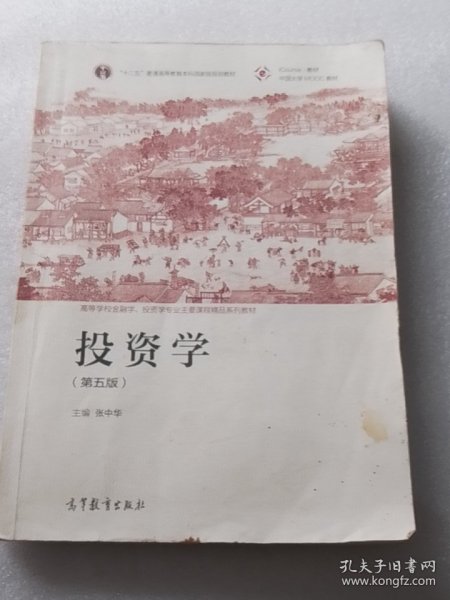 “十二五”普通高等教育本科国家级规划教材
iCourse·教材
中国大学MOOC教材
高等学校金融学、投资学专业主要课程精品系列教材
投资学
（第五版）
主编 张中华
高等教育出版社
孔夫子旧书网
www.kongfz.com